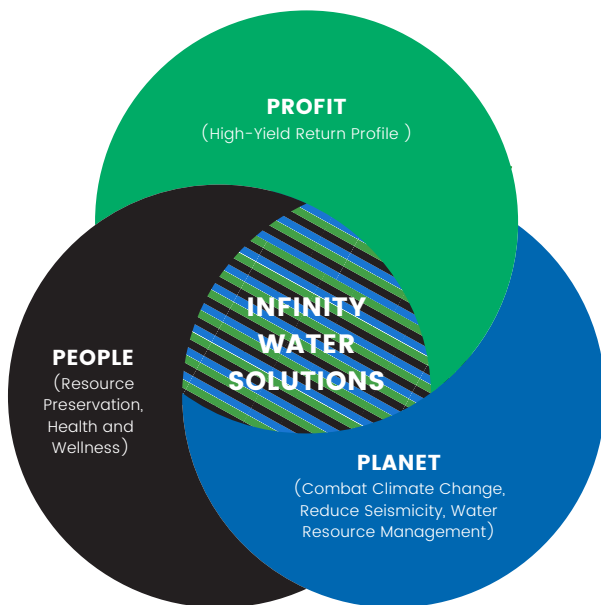 PROFIT
(High-Yield Return Profile )
INFINITY
WATER
SOLUTIONS
PEOPLE
(Resource
Preservation,
Health and
Wellness)
PLANET
(Combat Climate Change,
Reduce Seismicity, Water
Resource Management)